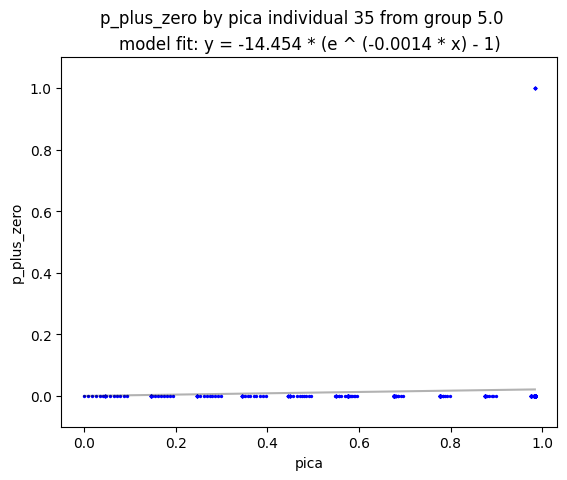 p_plus_zero by pica individual 35 from group 5.0
model fit: y = -14.454 * (e ^ (-0.0014 * x) - 1)
1.0
0.8
0.6
0.4
0.2
0.0
p_plus_zero
0.0 0.2 0.4 0.6 0.8 1.0
pica